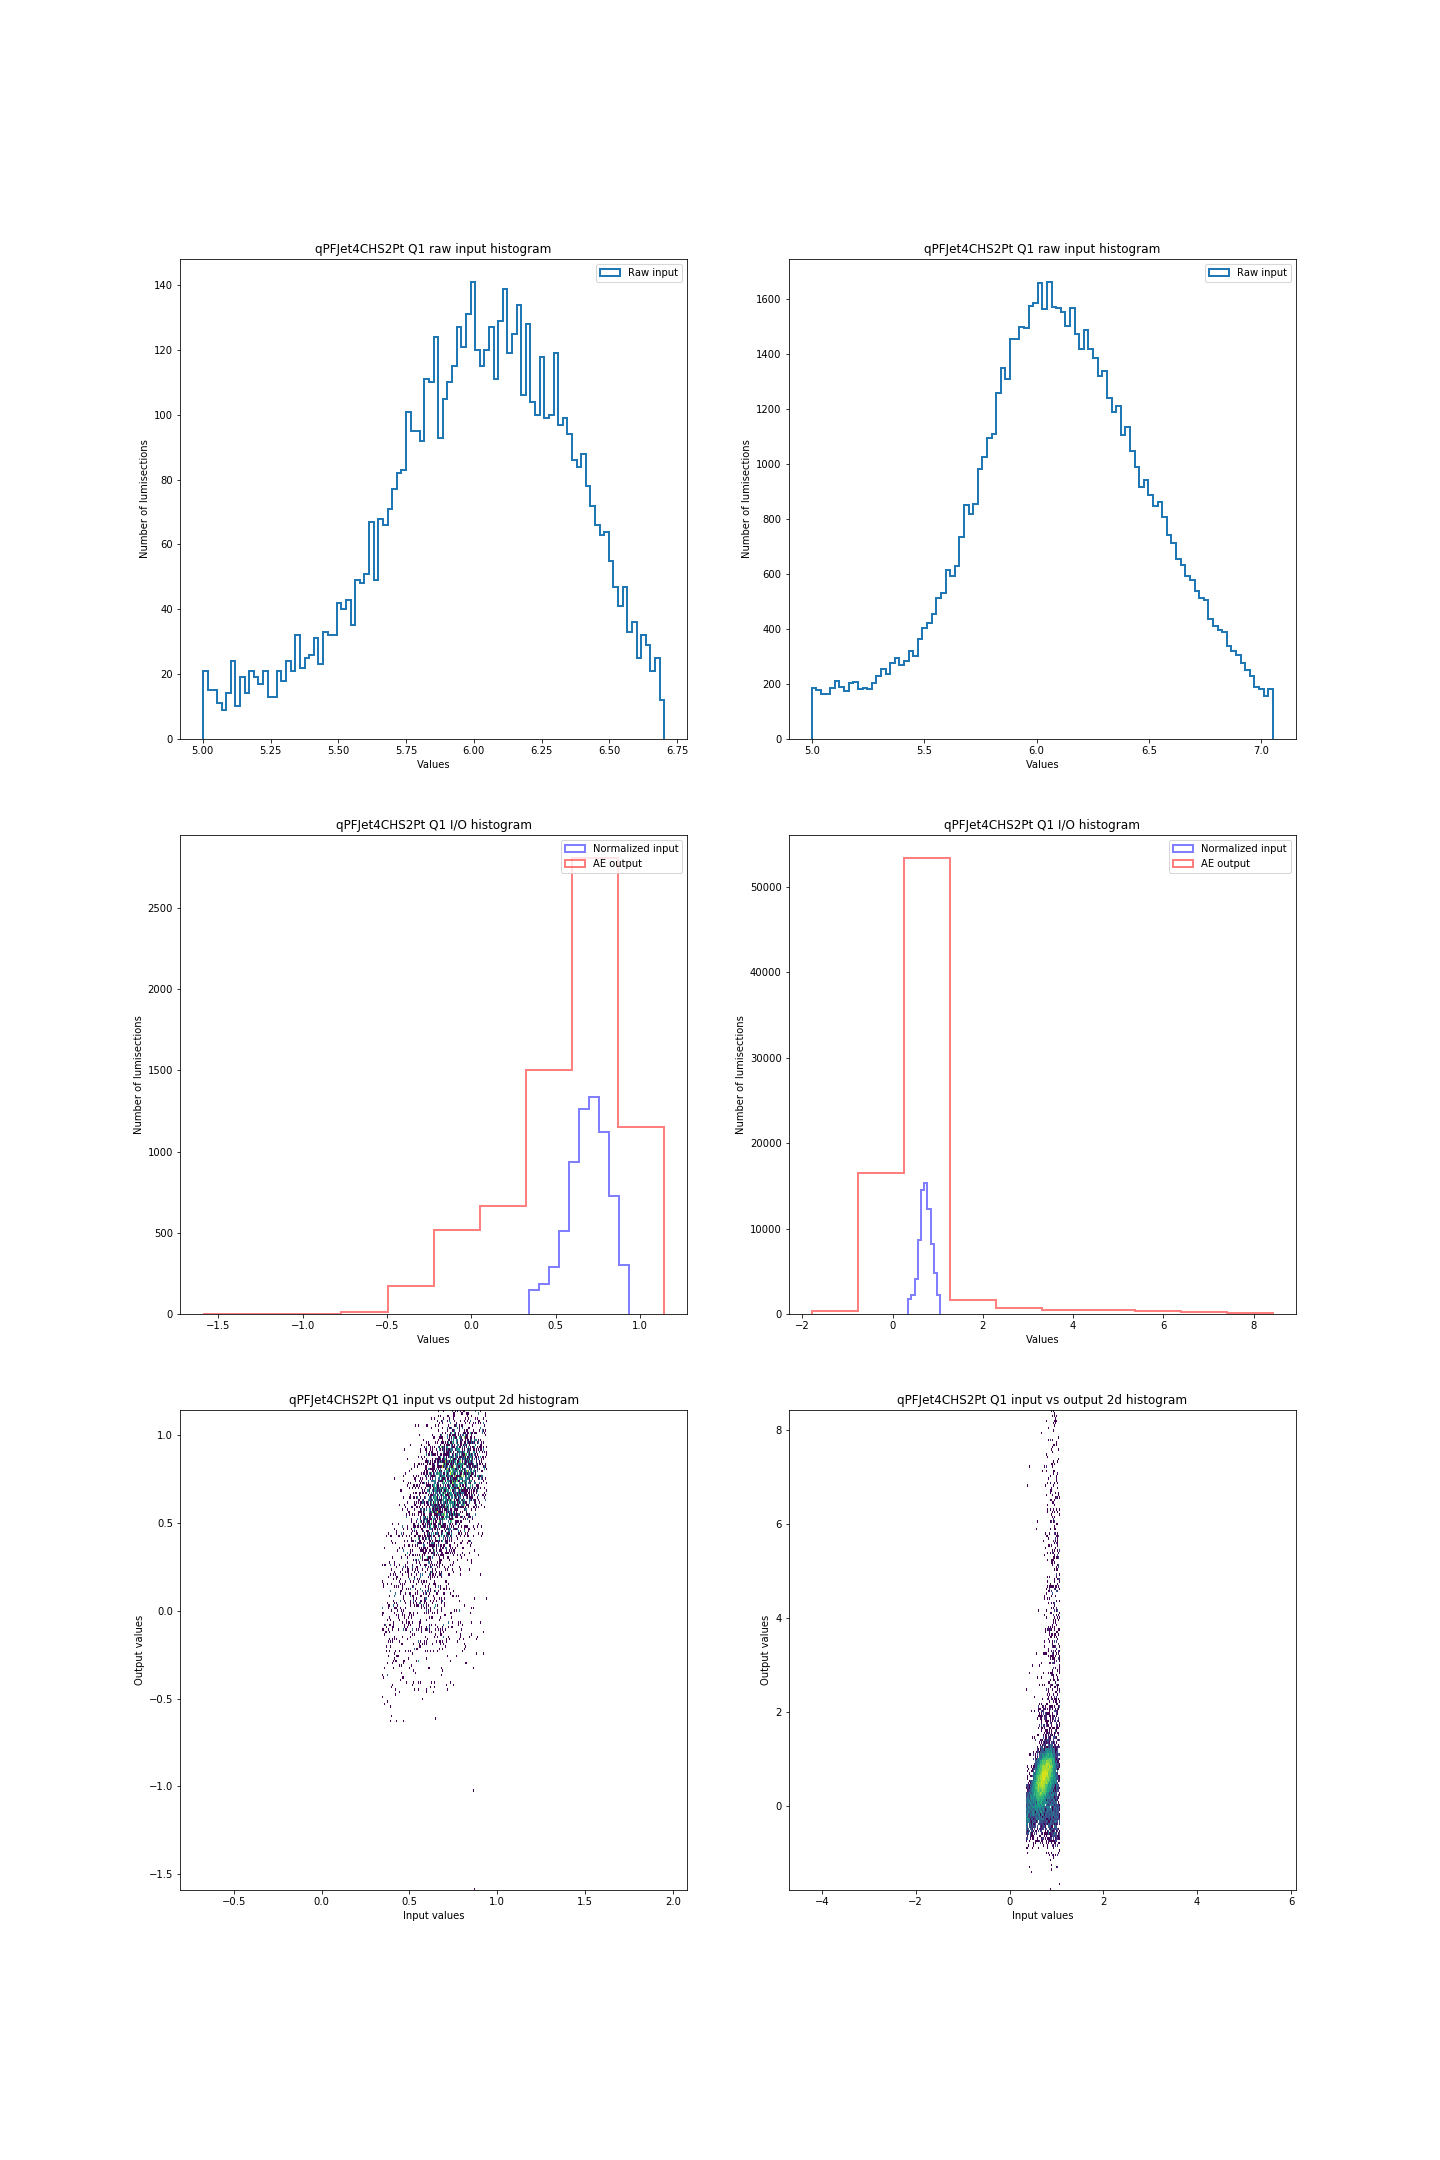 qPFJet4CHS2Pt Q1 raw input histogram
Raw input
Number of lumisections
0
20
40
60
80
100
120
140
5.00 5.25 5.50 5.75 6.00 6.25 6.50 6.75
Values
qPFJet4CHS2Pt Q1 raw input histogram
Raw input
Number of lumisections
0
200
400
600
800
1000
1200
1400
1600
5.0 5.5 6.0 6.5 7.0
Values
qPFJet4CHS2Pt Q1 I/O histogram
Normalized input
AE output
Number of lumisections
0
500
1000
1500
2000
2500
−1.5 −1.0 −0.5 0.0 0.5 1.0
Values
qPFJet4CHS2Pt Q1 I/O histogram
Normalized input
AE output
Number of lumisections
0
10000
20000
30000
40000
50000
−2 0 2 4 6 8
Values
qPFJet4CHS2Pt Q1 input vs output 2d histogram
Output values
−1.5
−1.0
−0.5
0.0
0.5
1.0
−0.5 0.0 0.5 1.0 1.5 2.0
Input values
qPFJet4CHS2Pt Q1 input vs output 2d histogram
Output values
0
2
4
6
8
−4 −2 0 2 4 6
Input values